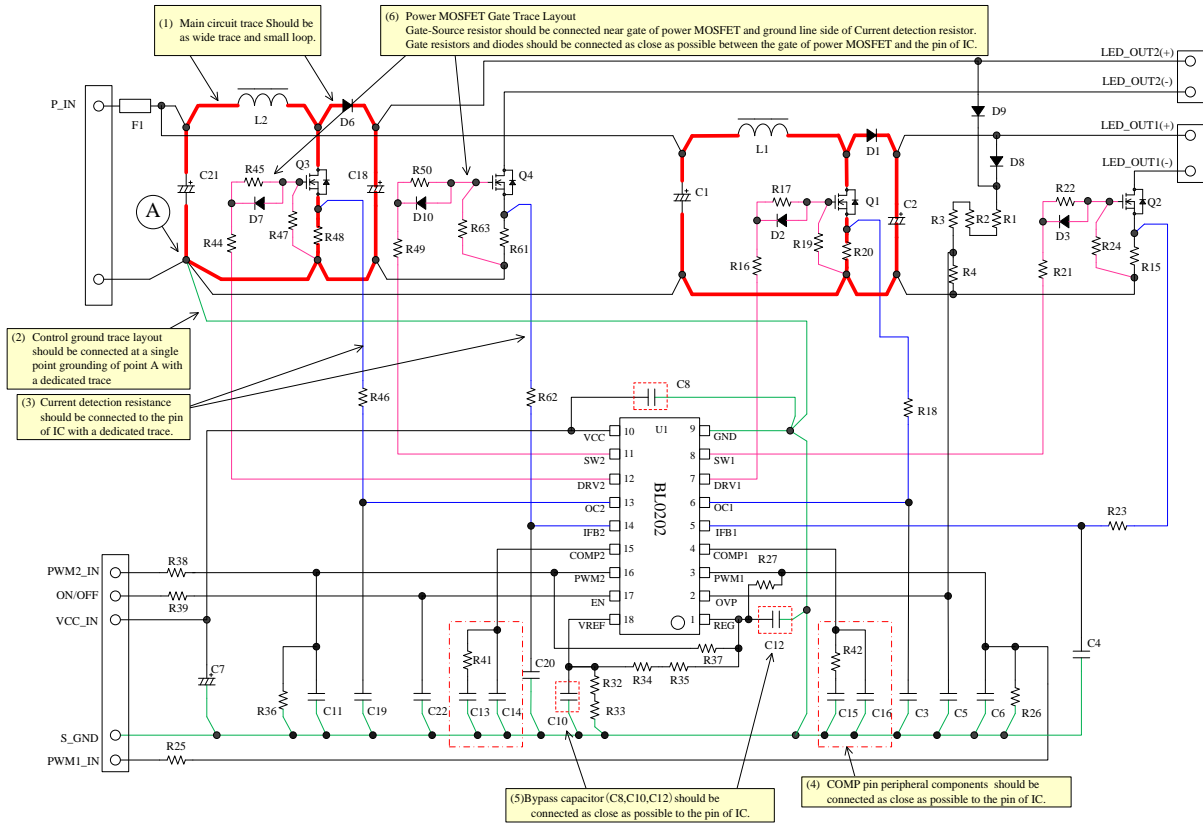 (1) Main circuit trace Should be
as wide trace and small loop.
(6) Power MOSFET Gate Trace Layout
Gate-Source resistor should be connected near gate of power MOSFET and ground line side of Current detection resistor.
Gate resistors and diodes should be connected as close as possible between the gate of power MOSFET and the pin of IC.
LED_OUT2(+)
LED_OUT2(-)
P_IN
F1
L2
D6
D9
LED_OUT1(+)
L1
D1
D8
LED_OUT1(-)
C21
R45
Q3
C18
R50
Q4
C1
R17
Q1
C2
R22
Q2
A
D7
R47
D10
R63
D2
R19
R3
R2
R1
D3
R24
R44
R48
R49
R61
R16
R20
R4
R21
R15
(2) Control ground trace layout
should be connected at a single
point grounding of point A with
a dedicated trace
(3) Current detection resistance
should be connected to the pin
of IC with a dedicated trace.
C8
R46
R62
R18
U1
BL0202
VCC 10
SW2 11
DRV2 12
OC2 13
IFB2 14
COMP2 15
PWM2 16
EN 17
VREF 18
9 GND
8 SW1
7 DRV1
6 OC1
5 IFB1
4 COMP1
3 PWM1
2 OVP
1 REG
R23
R27
PWM2_IN
R38
ON/OFF
R39
VCC_IN
C7
R36
C11
C19
C22
R41
C13
C14
C20
C10
R32
R33
R34
R35
R37
C12
R42
C15
C16
C3
C5
C6
R26
C4
S_GND
PWM1_IN
R25
(5)Bypass capacitor(C8,C10,C12) should be
connected as close as possible to the pin of IC.
(4) COMP pin peripheral components should be
connected as close as possible to the pin of IC.